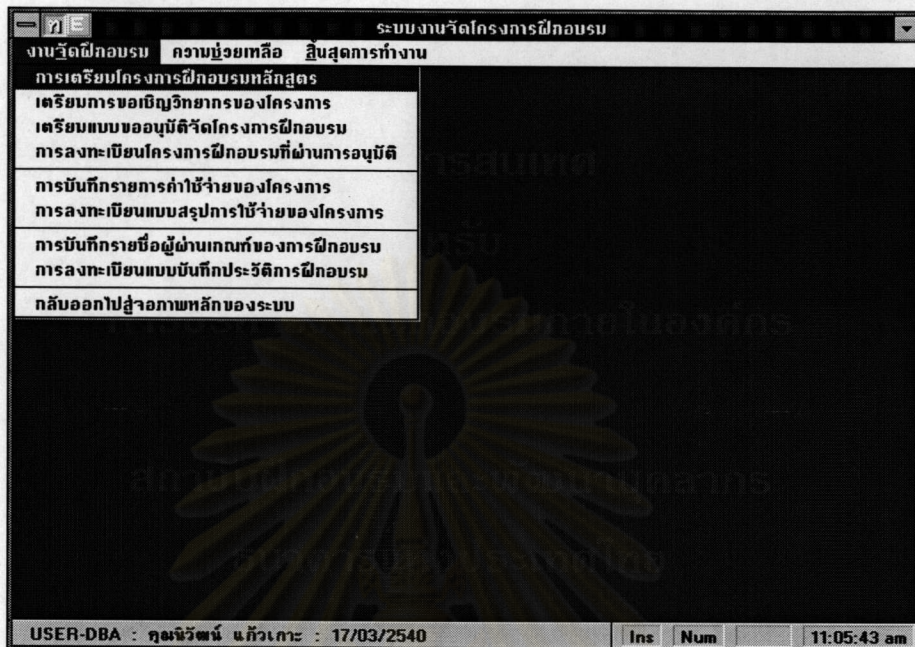 ก E ระบบงานจัดโครงการฝึกอบรม
งานจัดฝึกอบรม ความช่วยเหลือ สิ้นสุดการทำงาน
การเตรียมโครงการฝึกอบรมหลักสูตร
เตรียมการขอเชิญวิทยากรของโครงการ
เตรียมแบบขออนุมัติจัดโครงการฝึกอบรม
การลงทะเบียนโครงการฝึกอบรมที่ผ่านการอนุมัติ
การบันทึกรายการค่าใช้จ่ายของโครงการ
การลงทะเบียนแบบสรุปการใช้จ่ายของโครงการ
การบันทึกรายชื่อผู้ผ่านเกณฑ์ของการฝึกอบรม
การลงทะเบียนแบบบันทึกประวัติการฝึกอบรม
กลับออกไปสู่จอภาพหลักของระบบ
ภายในองค์กร
USER-DBA : คุณนิวัฒน์ แก้วเกาะ : 17/03/2540 Ins Num 11:05:43 am